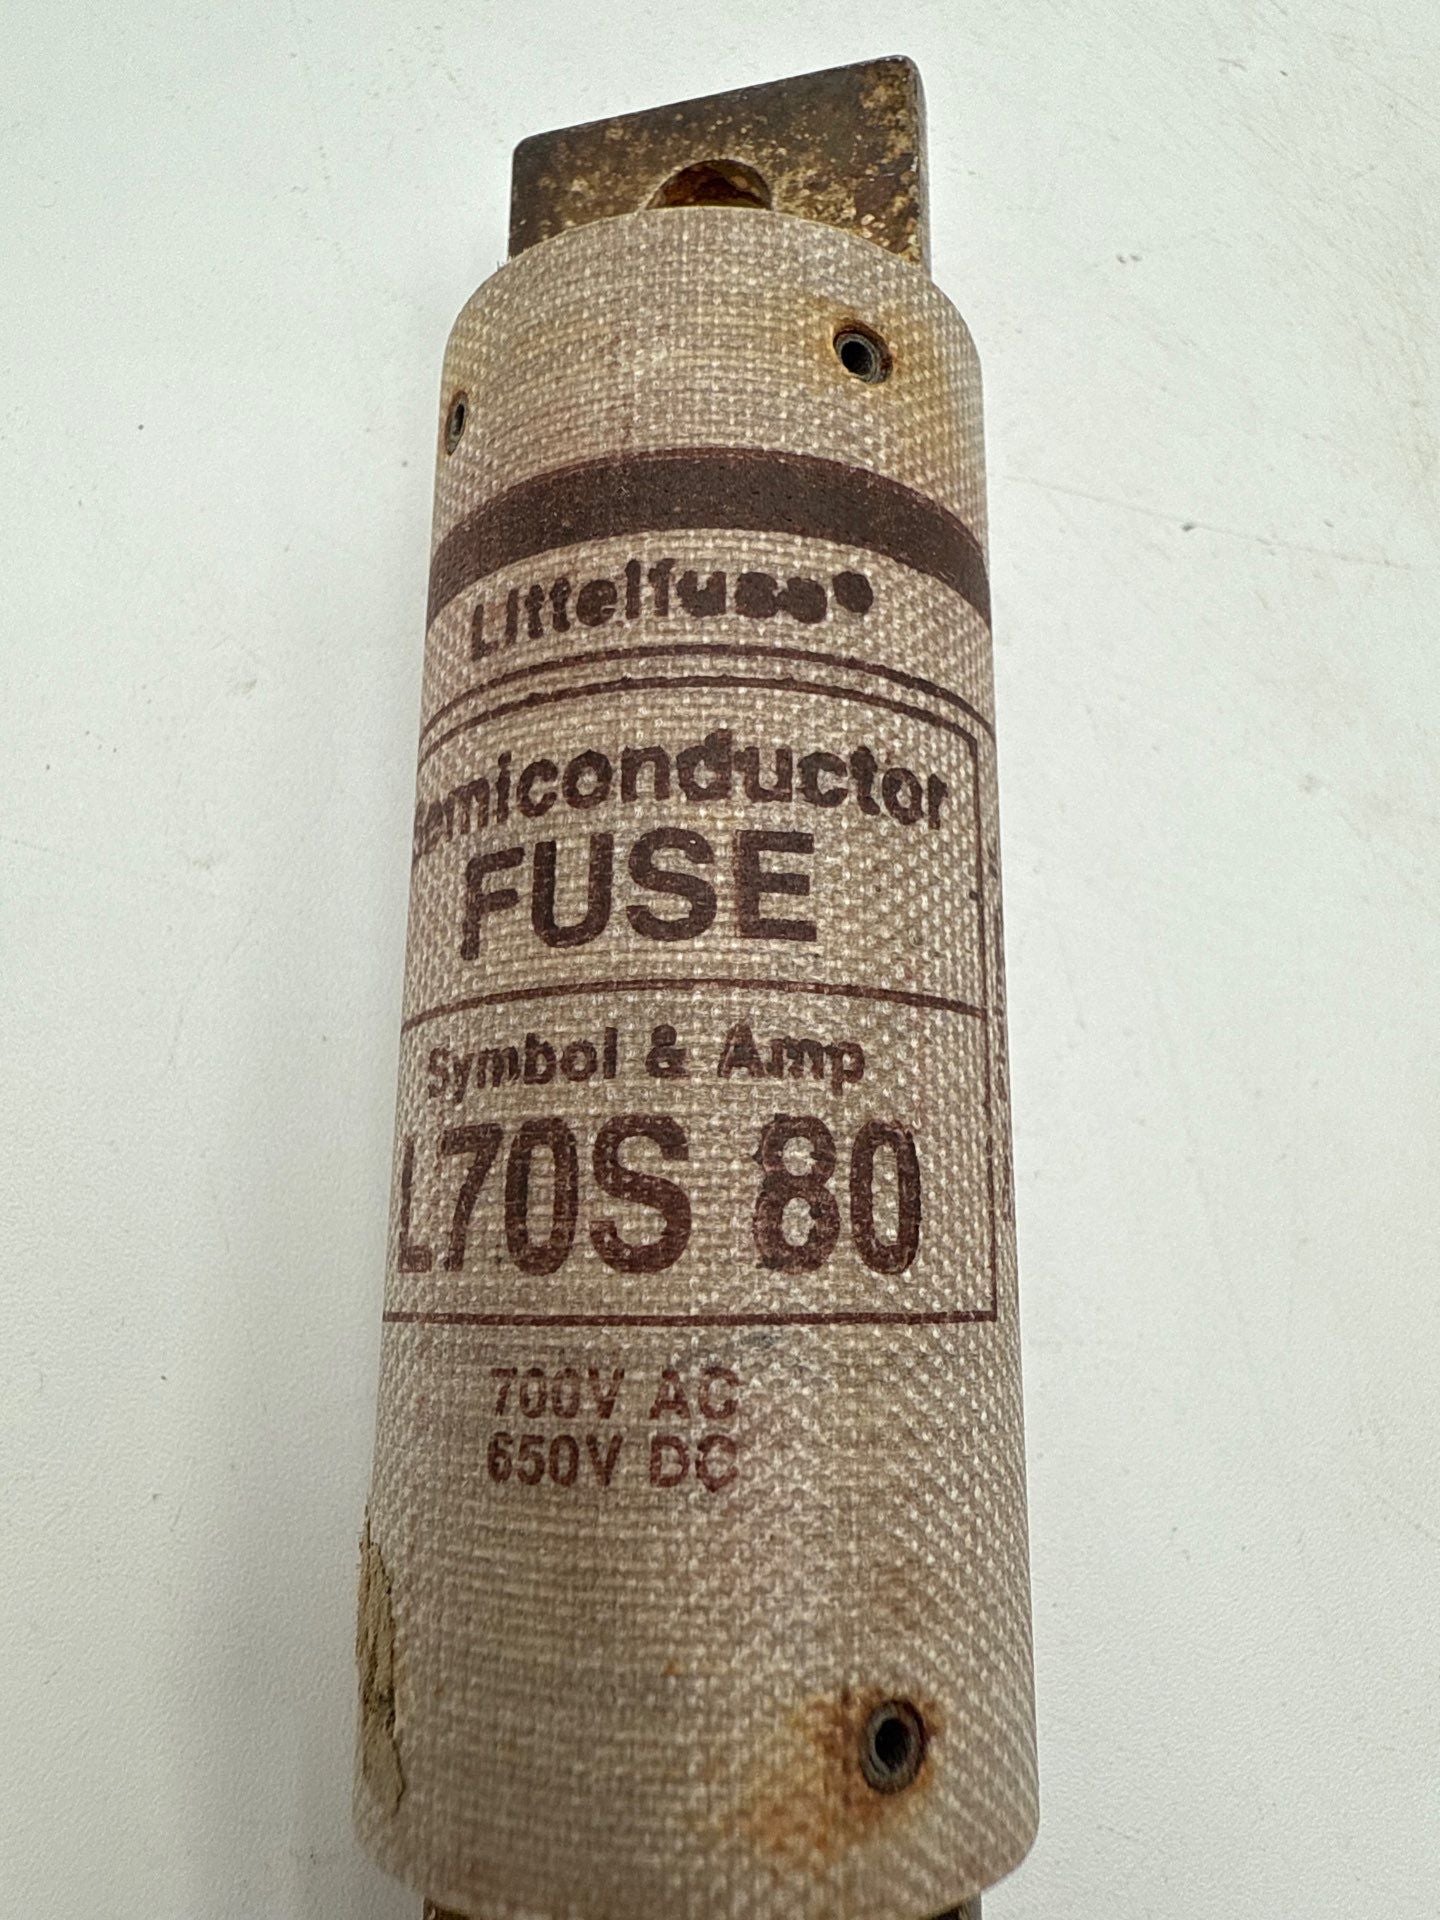 Littelfuse®
Semiconductor
FUSE
Symbol & Amp
L70S 80
700V AC
650V DC